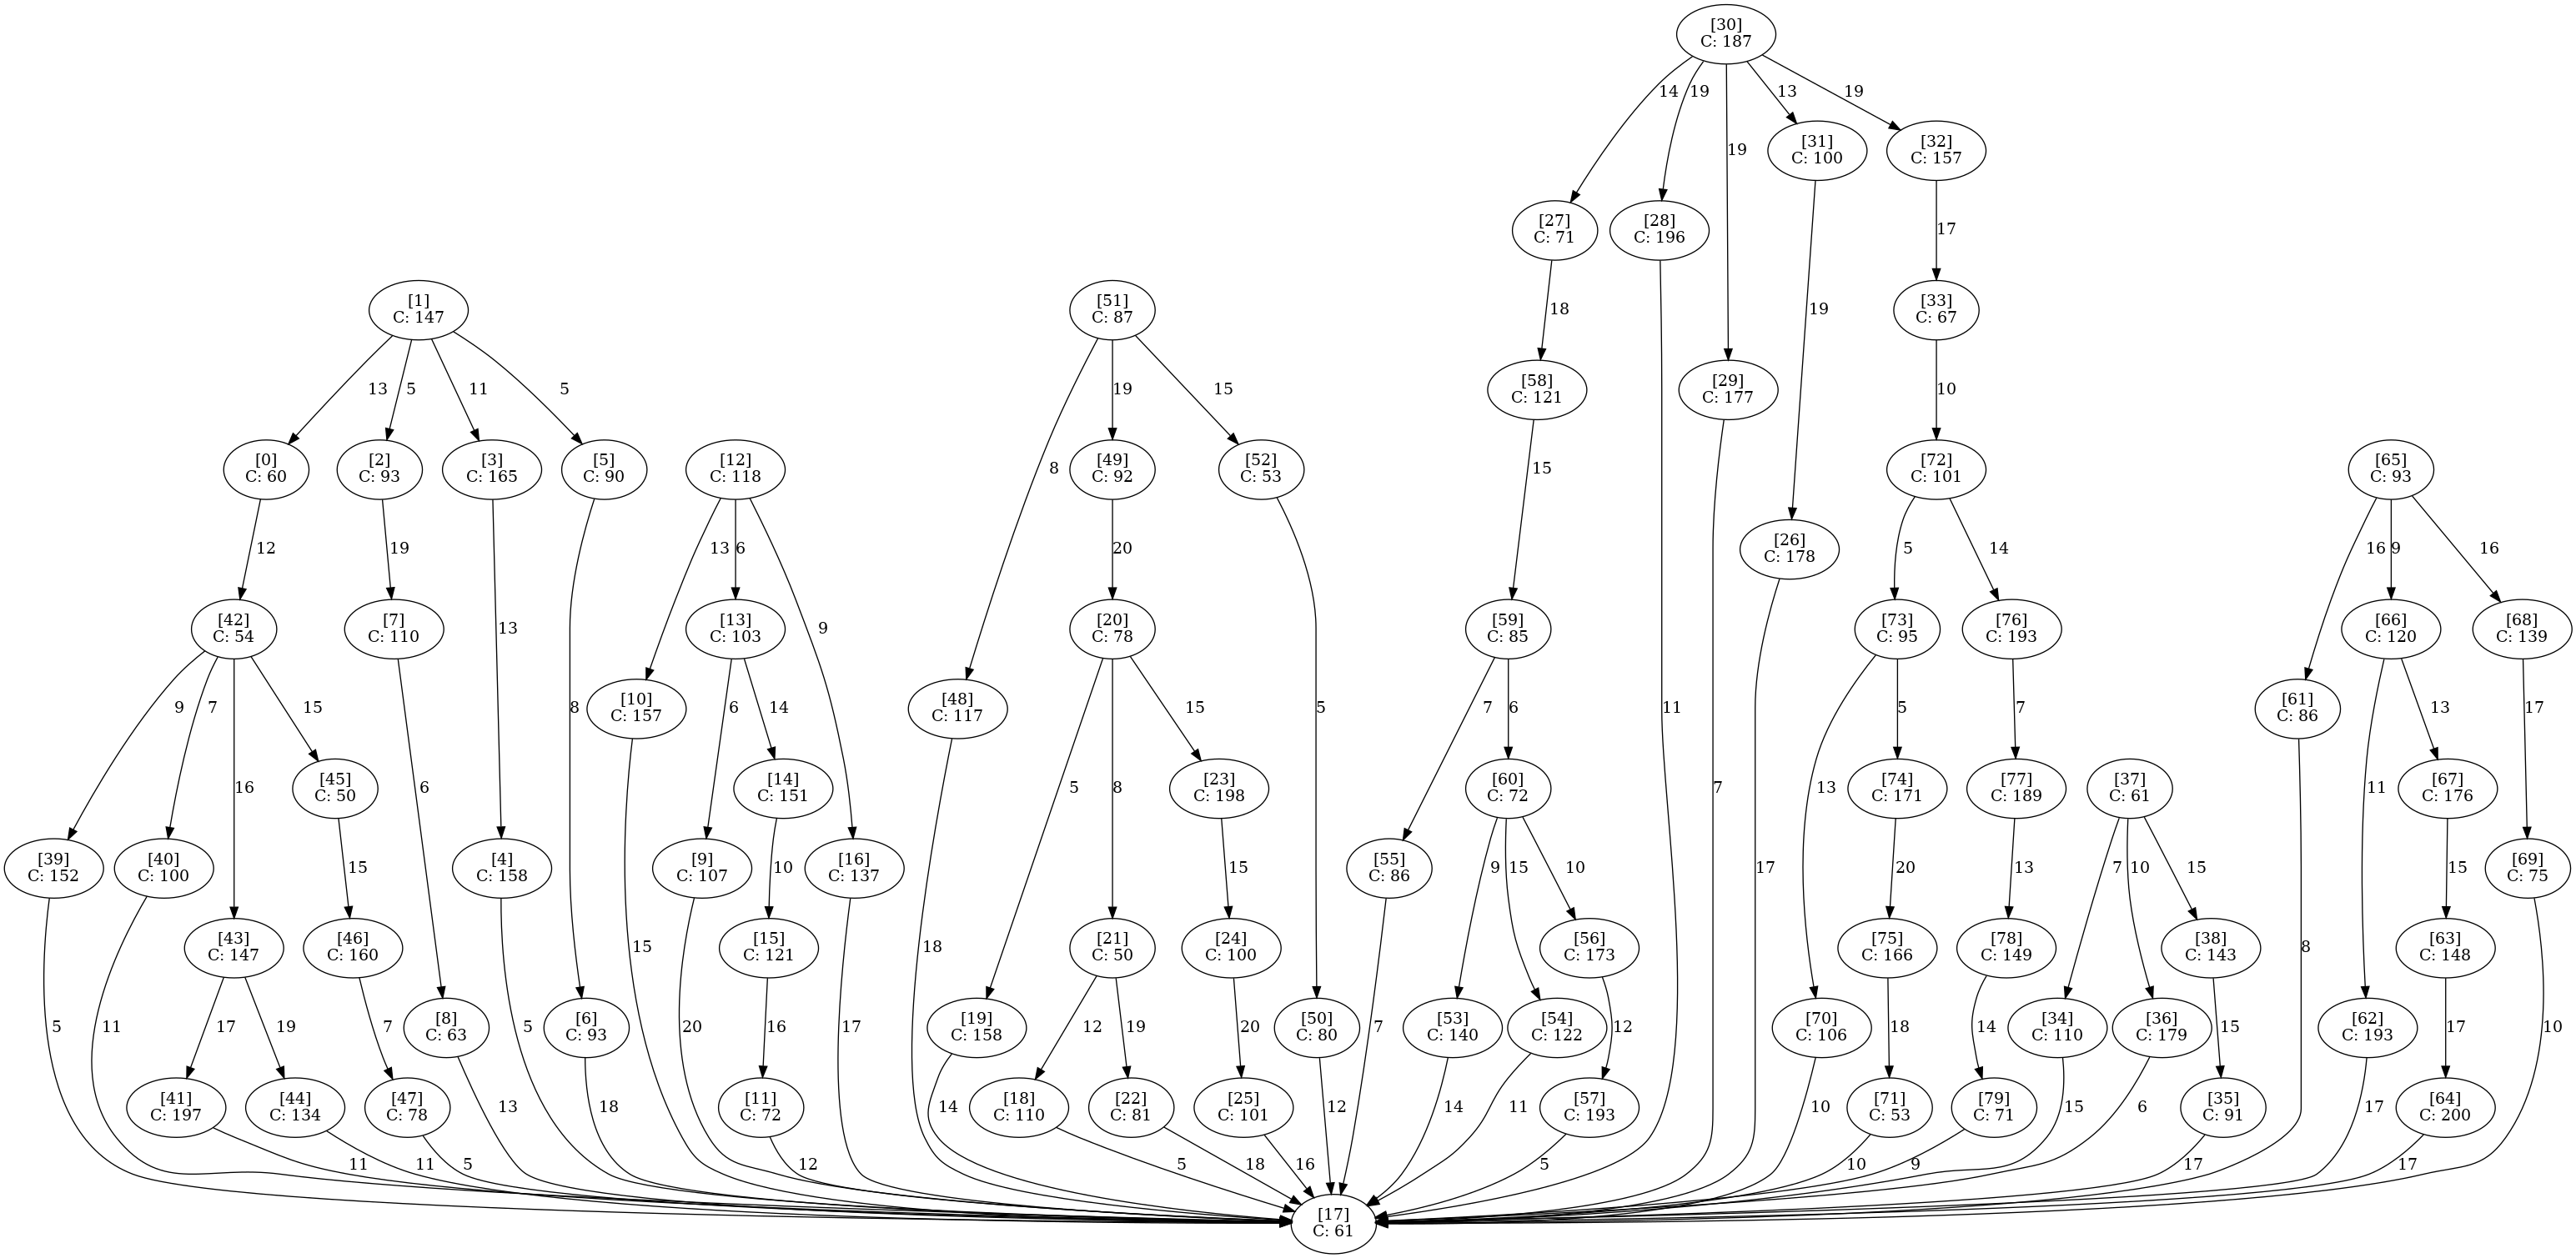 [30]
C: 187
14
19
13
19
19
[31]
C: 100
[32]
C: 157
[27]
C: 71
[28]
C: 196
17
[1]
C: 147
[51]
C: 87
18
19
[33]
C: 67
13
5
11
5
19
15
[58]
C: 121
[29]
C: 177
10
[0]
C: 60
[2]
C: 93
[3]
C: 165
[5]
C: 90
[12]
C: 118
8
[49]
C: 92
[52]
C: 53
15
[72]
C: 101
[65]
C: 93
12
19
13
6
20
[26]
C: 178
5
14
16
9
16
[42]
C: 54
[7]
C: 110
13
[13]
C: 103
9
[20]
C: 78
[59]
C: 85
[73]
C: 95
[76]
C: 193
[66]
C: 120
[68]
C: 139
9
7
15
8
[10]
C: 157
6
14
[48]
C: 117
15
5
7
6
11
5
7
[61]
C: 86
13
17
16
[45]
C: 50
6
[14]
C: 151
5
8
[23]
C: 198
[60]
C: 72
7
13
[74]
C: 171
[77]
C: 189
[37]
C: 61
11
[67]
C: 176
[39]
C: 152
[40]
C: 100
15
[4]
C: 158
[9]
C: 107
10
[16]
C: 137
15
[55]
C: 86
9
15
10
17
20
13
7
10
15
15
[69]
C: 75
[43]
C: 147
[46]
C: 160
15
[15]
C: 121
18
[21]
C: 50
[24]
C: 100
[56]
C: 173
[75]
C: 166
[78]
C: 149
[38]
C: 143
8
[63]
C: 148
5
11
17
19
7
[8]
C: 63
[6]
C: 93
20
16
17
[19]
C: 158
12
19
20
[50]
C: 80
7
[53]
C: 140
[54]
C: 122
12
[70]
C: 106
18
14
[34]
C: 110
[36]
C: 179
15
[62]
C: 193
17
10
[41]
C: 197
[44]
C: 134
[47]
C: 78
13
5
18
[11]
C: 72
14
[18]
C: 110
[22]
C: 81
[25]
C: 101
12
14
11
[57]
C: 193
10
[71]
C: 53
[79]
C: 71
15
6
[35]
C: 91
17
[64]
C: 200
11
11
5
12
5
18
16
5
10
9
17
17
[17]
C: 61